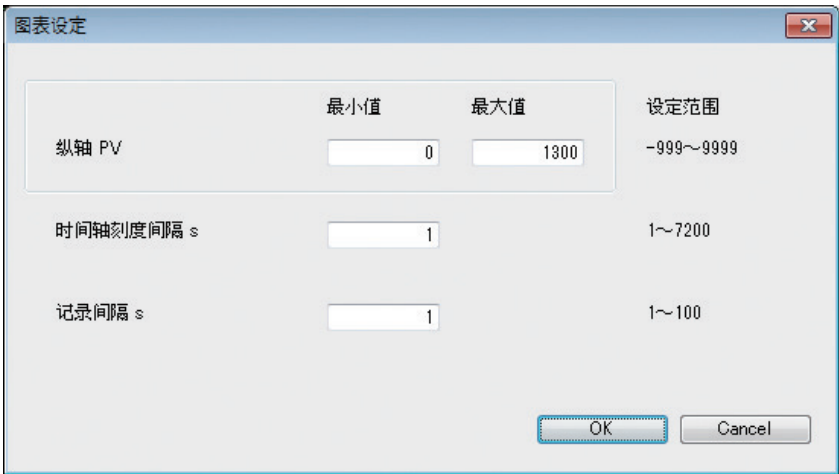 图表设定
最小值 最大值 设定范围
纵轴 PV 0 1300 -999～9999
时间轴刻度间隔 s 1 1～7200
记录间隔 s 1 1～100
OK Cancel